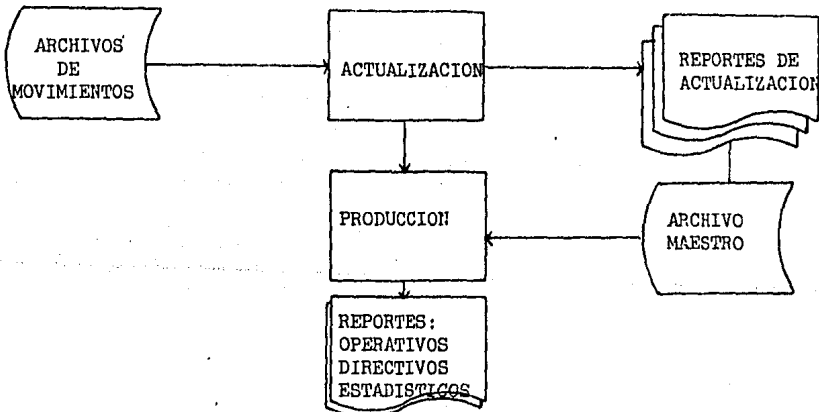 ARCHIVOS
DE
MOVIMIENTOS
ACTUALIZACION
REPORTES DE
ACTUALIZACION
PRODUCCION
ARCHIVO
MAESTRO
REPORTES:
OPERATIVOS
DIRECTIVOS
ESTADISTICOS